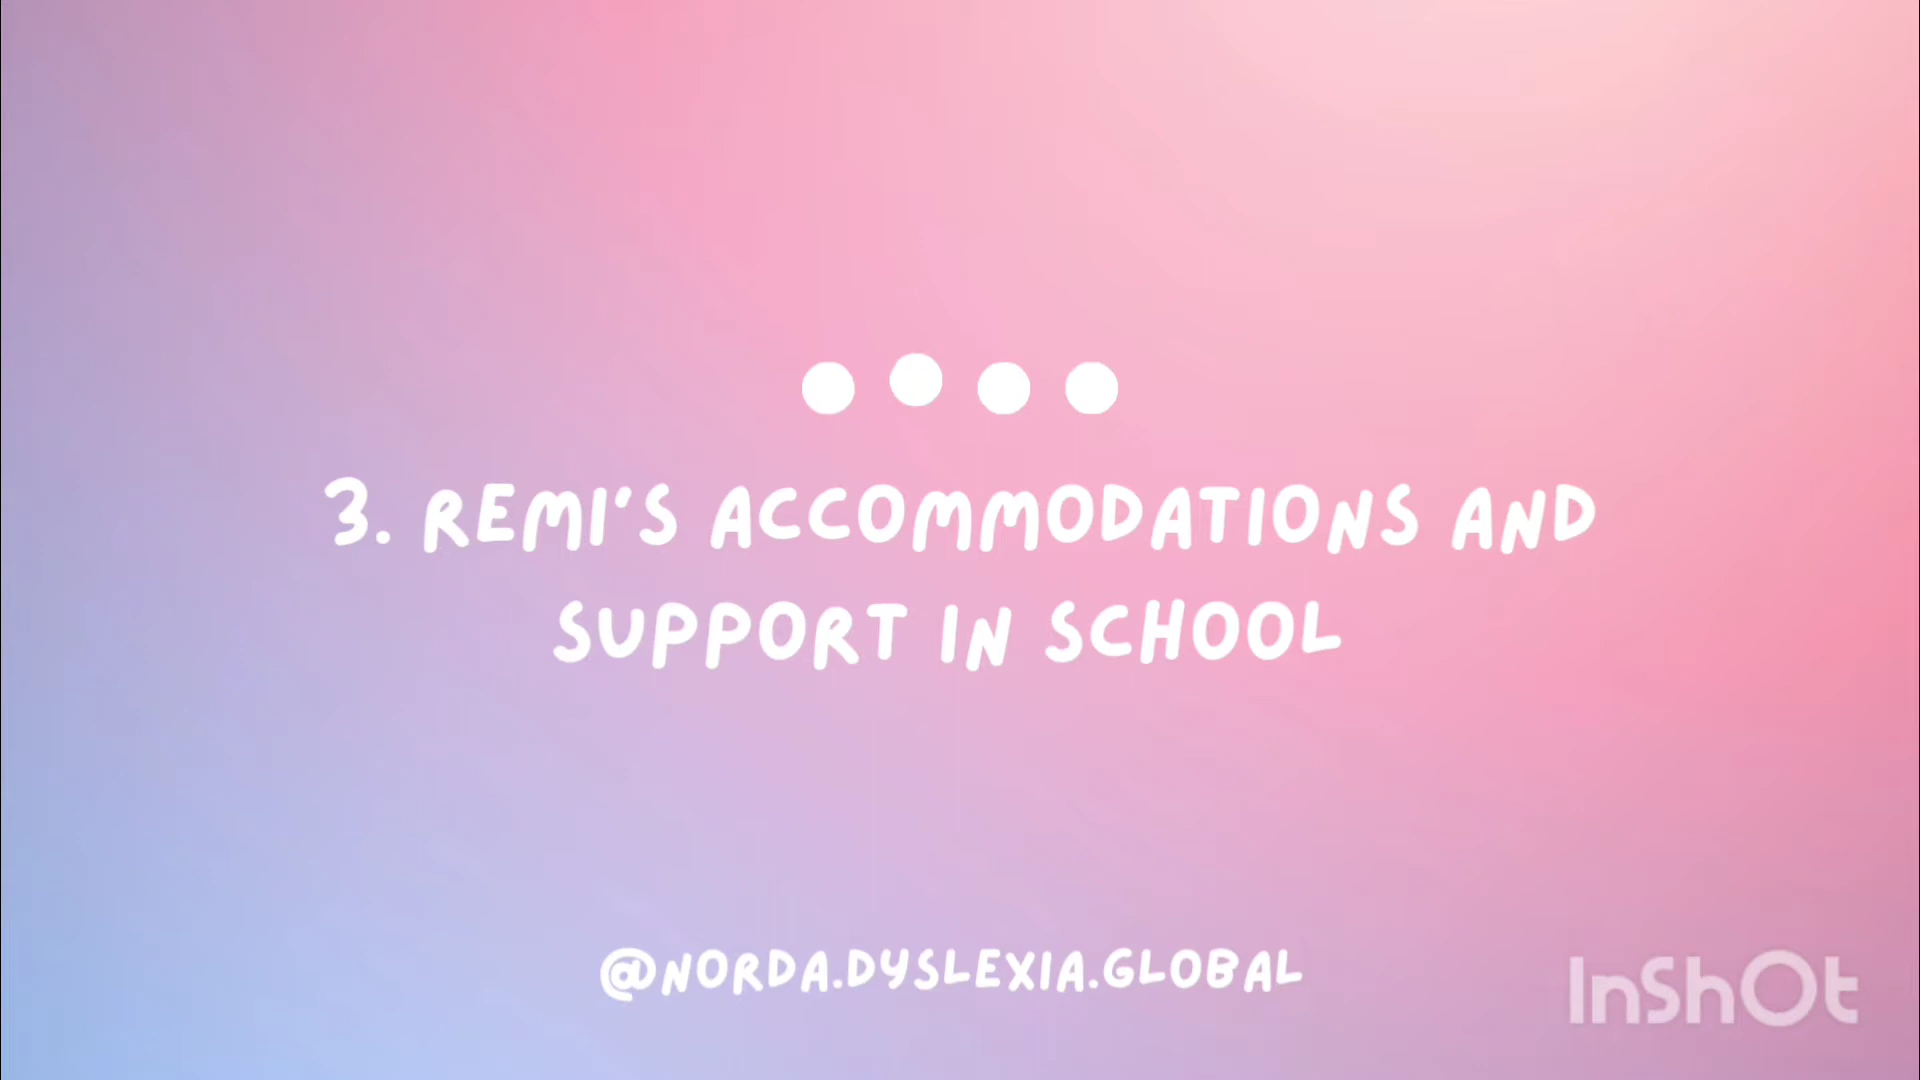 3. REMI'S ACCOMMODATIONS AND
SUPPORT IN SCHOOL
@NORDA.DYSLEXIA.GLOBAL
InShOt